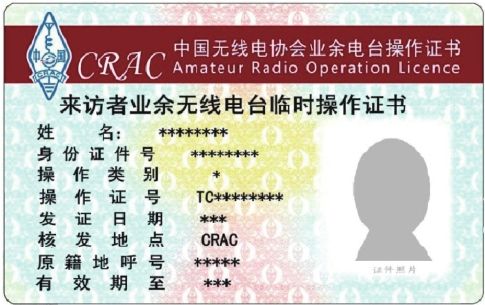 CRAC 中国无线电协会业余电台操作证书
Amateur Radio Operation Licence
来访者业余无线电台临时操作证书
姓 名: ********
身份证件号 ********
操作类别 *
操作证号 TC********
发证日期 ***
核发地点 CRAC
原籍地呼号 *****
有效期至 ***
证件照片